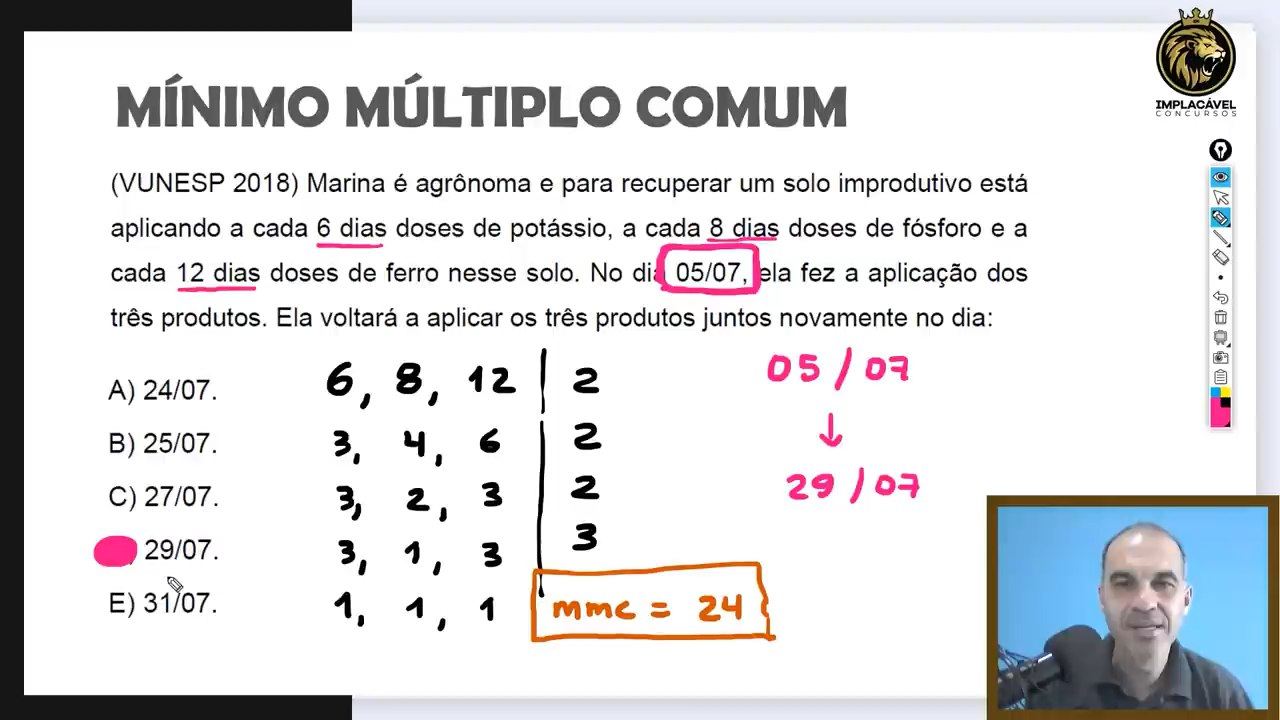 IMPLACÁVEL
CONCURSOS
MÍNIMO MÚLTIPLO COMUM
(VUNESP 2018) Marina é agrônoma e para recuperar um solo improdutivo está
aplicando a cada 6 dias doses de potássio, a cada 8 dias doses de fósforo e a
cada 12 dias doses de ferro nesse solo. No dia 05/07, ela fez a aplicação dos
três produtos. Ela voltará a aplicar os três produtos juntos novamente no dia:
A) 24/07.
B) 25/07.
C) 27/07.
29/07.
E) 31/07.
6, 8, 12 | 2
3, 4, 6 | 2
3, 2, 3 | 2
3, 1, 3 | 3
1, 1, 1
mmc = 24
05/07
↓
29/07